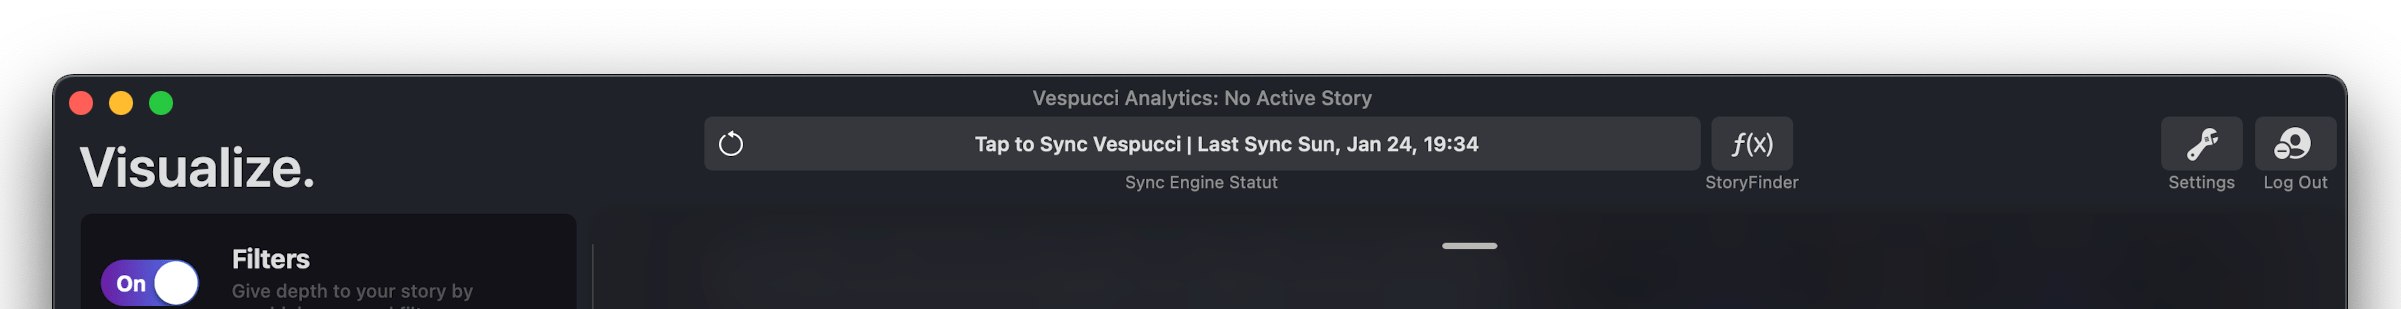 Vespucci Analytics: No Active Story
Visualize.
Tap to Sync Vespucci | Last Sync Sun, Jan 24, 19:34
ƒ(x)
Sync Engine Statut
StoryFinder
Settings
Log Out
On
Filters
Give depth to your story by